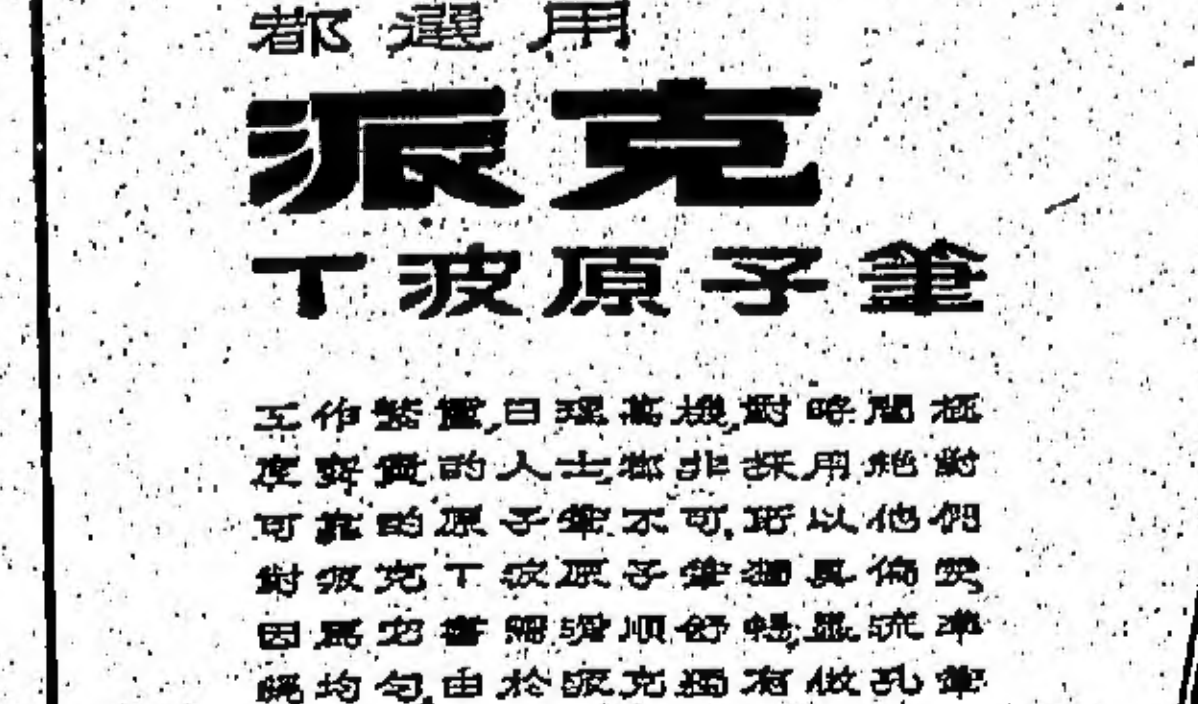 都選用
派克
丁波原子筆
工作繁重,日理萬機,對時間極
度寶貴的人士,都非採用絕對
可靠的原子筆不可.所以他們
對派克丁波原子筆獨具偏愛,
因爲它書寫滑順舒暢,墨流準
確均勻.由於派克獨有微孔筆